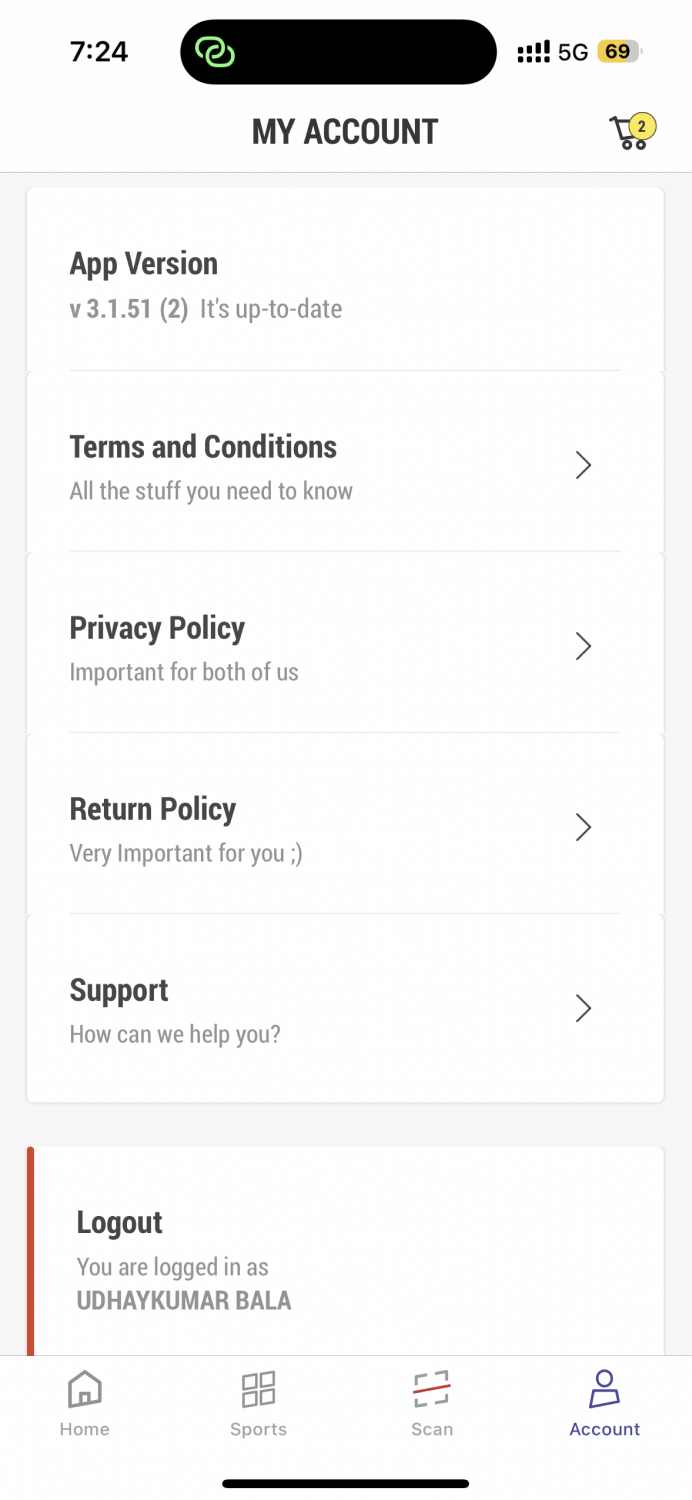 7:24
5G
69
MY ACCOUNT
2
App Version
v 3.1.51 (2) It's up-to-date
Terms and Conditions
All the stuff you need to know
Privacy Policy
Important for both of us
Return Policy
Very Important for you ;)
Support
How can we help you?
Logout
You are logged in as
UDHAYKUMAR BALA
Home
Sports
Scan
Account